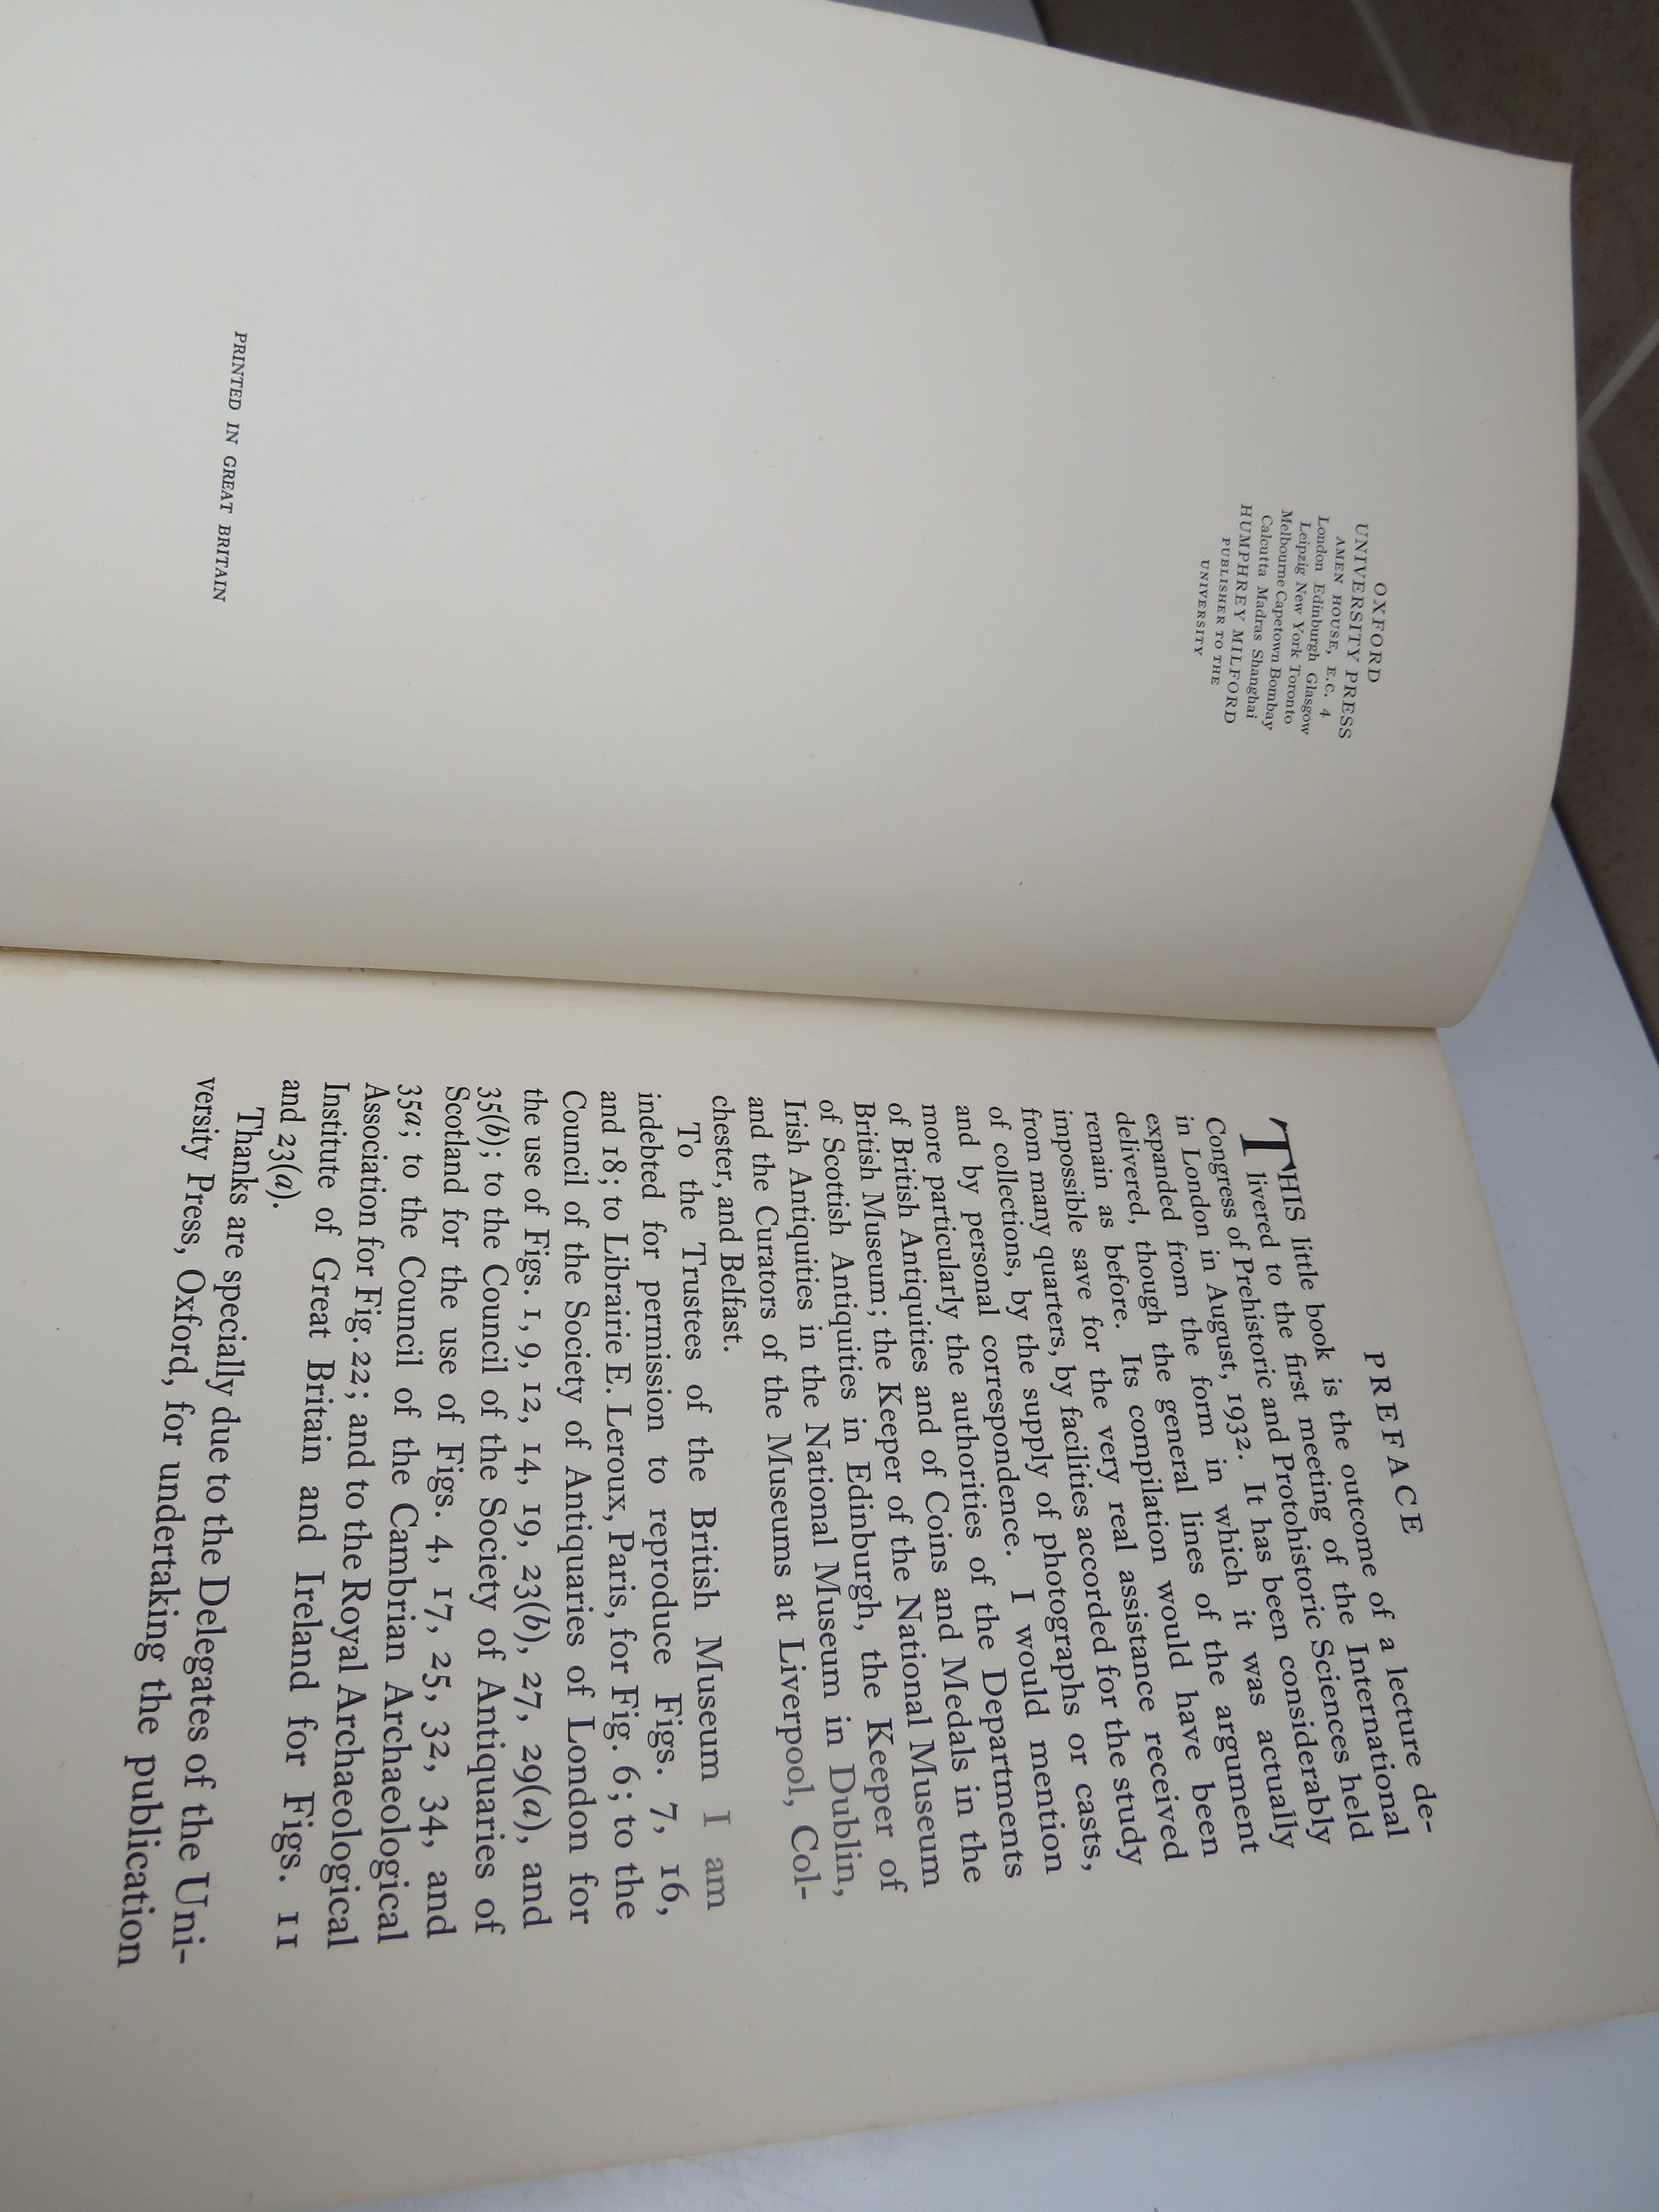 OXFORD
UNIVERSITY PRESS
AMEN HOUSE, E.C. 4
London Edinburgh Glasgow
Leipzig New York Toronto
Melbourne Capetown Bombay
Calcutta Madras Shanghai
HUMPHREY MILFORD
PUBLISHER TO THE
UNIVERSITY
PRINTED IN GREAT BRITAIN
PREFACE
THIS little book is the outcome of a lecture de-
livered to the first meeting of the International
Congress of Prehistoric and Protohistoric Sciences held
in London in August, 1932. It has been considerably
expanded from the form in which it was actually
delivered, though the general lines of the argument
remain as before. Its compilation would have been
impossible save for the very real assistance received
from many quarters, by facilities accorded for the study
of collections, by the supply of photographs or casts,
and by personal correspondence. I would mention
more particularly the authorities of the Departments
of British Antiquities and of Coins and Medals in the
British Museum; the Keeper of the National Museum
of Scottish Antiquities in Edinburgh, the Keeper of
Irish Antiquities in the National Museum in Dublin,
and the Curators of the Museums at Liverpool, Col-
chester, and Belfast.
To the Trustees of the British Museum I am
indebted for permission to reproduce Figs. 7, 16,
and 18; to Librairie E. Leroux, Paris, for Fig. 6; to the
Council of the Society of Antiquaries of London for
the use of Figs. 1, 9, 12, 14, 19, 23(b), 27, 29(a), and
35(b); to the Council of the Society of Antiquaries of
Scotland for the use of Figs. 4, 17, 25, 32, 34, and
35a; to the Council of the Cambrian Archaeological
Association for Fig. 22; and to the Royal Archaeological
Institute of Great Britain and Ireland for Figs. 11
and 23(a).
Thanks are specially due to the Delegates of the Uni-
versity Press, Oxford, for undertaking the publication